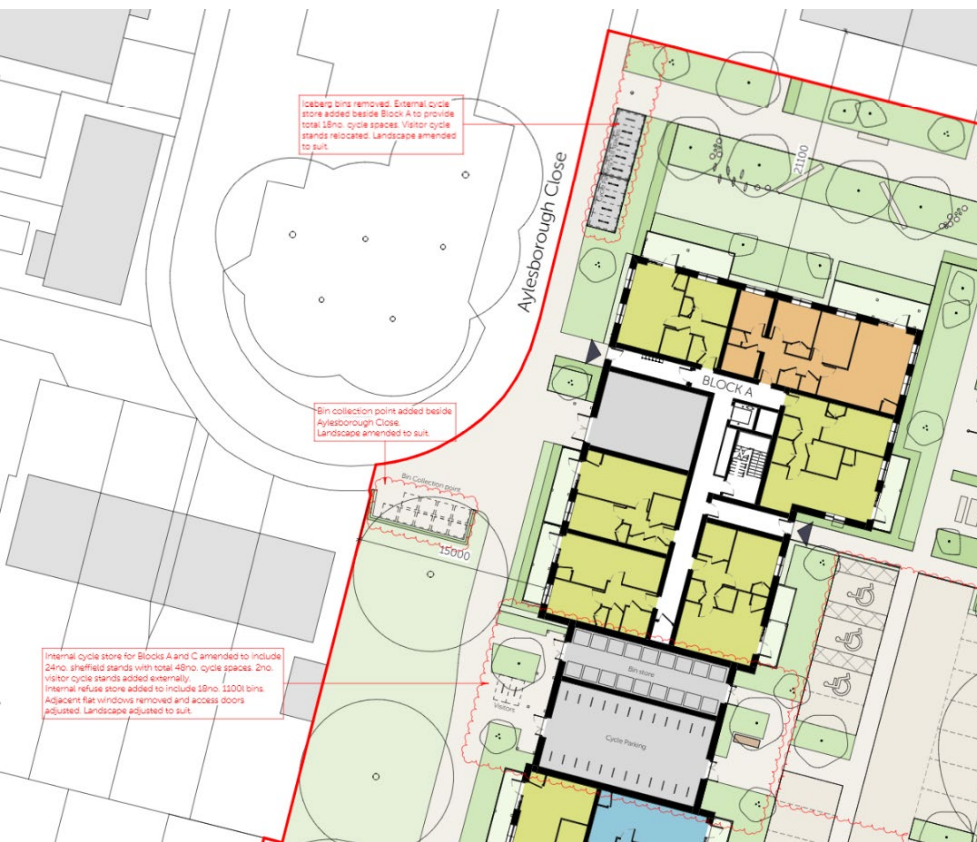 Iceberg bins removed. External cycle
store added beside Block A to provide
total 18no. cycle spaces. Visitor cycle
stands relocated. Landscape amended
to suit.
Aylesborough Close
21100
BLOCK A
Bin collection point added beside
Aylesborough Close.
Landscape amended to suit.
Bin Collection point
15000
Internal cycle store for Blocks A and C amended to include
24no. sheffield stands with total 48no. cycle spaces. 2no.
visitor cycle stands added externally.
Internal refuse store added to include 18no. 1100l bins.
Adjacent flat windows removed and access doors
adjusted. Landscape adjusted to suit.
Visitors
Bin store
Cycle Parking